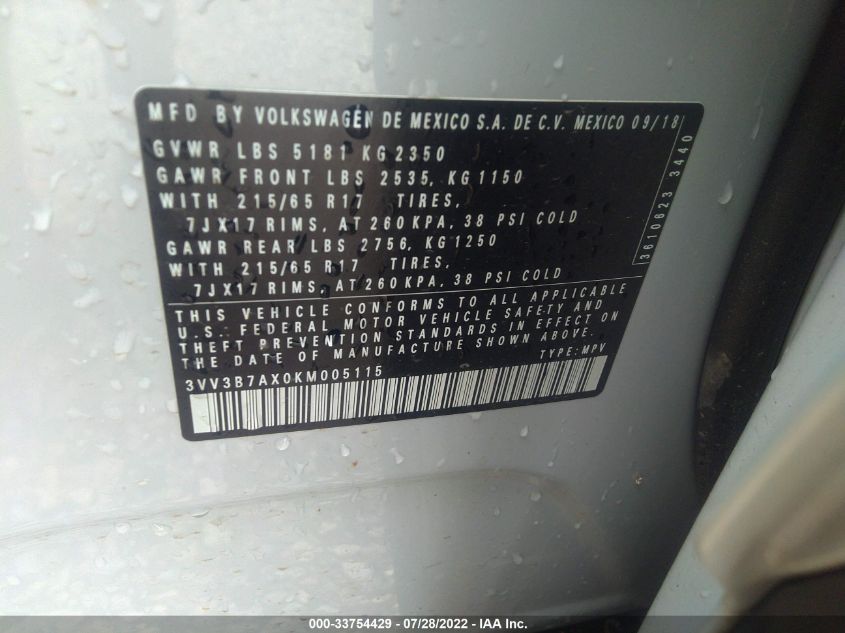 MFD BY VOLKSWAGEN DE MEXICO S.A. DE C.V. MEXICO 09/18
GVWR LBS 5181 KG 2350
GAWR FRONT LBS 2535, KG 1150
WITH 215/65 R17 TIRES,
7JX17 RIMS, AT 260 KPA, 38 PSI COLD
GAWR REAR LBS 2756, KG 1250
WITH 215/65 R17 TIRES,
7JX17 RIMS, AT 260 KPA, 38 PSI COLD
3610623 3440
THIS VEHICLE CONFORMS TO ALL APPLICABLE
U.S. FEDERAL MOTOR VEHICLE SAFETY AND
THEFT PREVENTION STANDARDS IN EFFECT ON
THE DATE OF MANUFACTURE SHOWN ABOVE.
TYPE: MPV
3VV3B7AX0KM005115
000-33754429 - 07/28/2022 - IAA Inc.